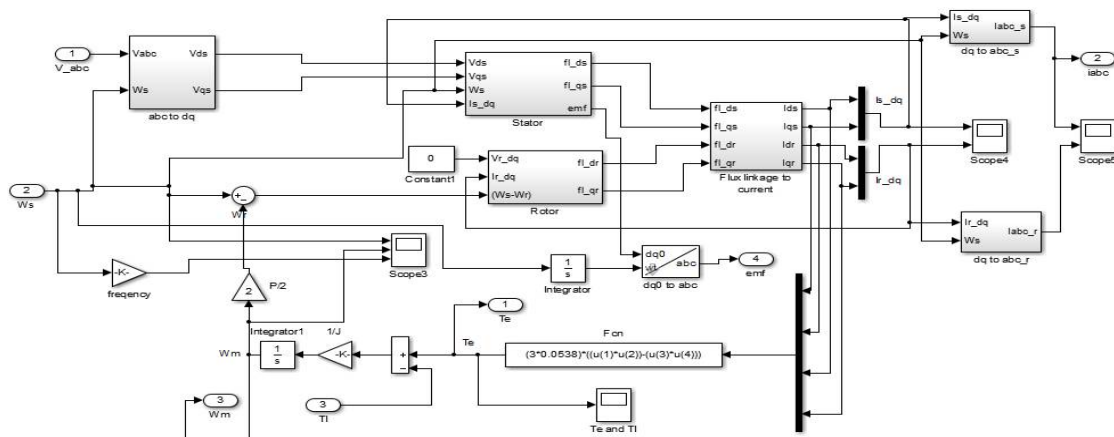 1
V_abc
Vabc
Ws
Vds
Vqs
abc to dq
Vds
Vqs
Ws
Is_dq
fl_ds
fl_qs
emf
Stator
0
Constant1
Vr_dq
Ir_dq
(Ws-Wr)
fl_dr
fl_qr
Rotor
fl_ds
fl_qs
fl_dr
fl_qr
Ids
Iqs
Idr
Iqr
Flux linkage to
current
Is_dq
Ir_dq
Is_dq
Ws
Iabc_s
dq to abc_s
2
iabc
Scope4
Scope5
Ir_dq
Ws
Iabc_r
dq to abc_r
2
Ws
+
−
Wr
Scope3
-K-
freqency
2
P/2
1
s
Integrator
dq0
wt
abc
dq0 to abc
4
emf
1
Te
Integrator1
1
s
1/J
-K-
+
−
Te
Fcn
(3*0.0538)*((u(1)*u(2))-(u(3)*u(4)))
Wm
3
Wm
3
Tl
Te and Tl